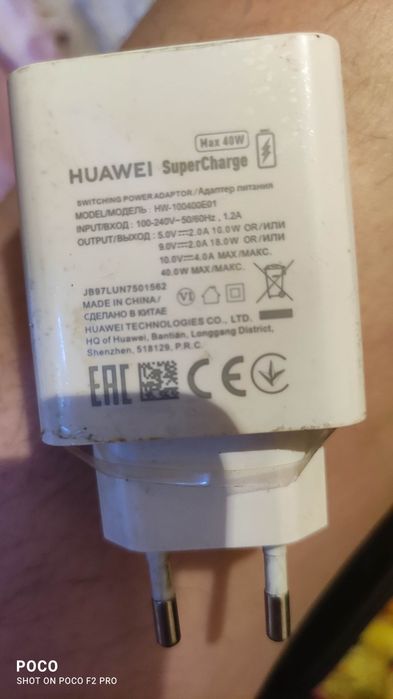 Max 40W
HUAWEI SuperCharge
SWITCHING POWER ADAPTOR/Адаптер питания
MODEL/МОДЕЛЬ: HW-100400E01
INPUT/ВХОД: 100-240V~50/60Hz, 1.2A
OUTPUT/ВЫХОД: 5.0V⎓2.0A 10.0W OR/ИЛИ
9.0V⎓2.0A 18.0W OR/ИЛИ
10.0V⎓4.0A MAX/МАКС.
40.0W MAX/МАКС.
JB97LUN7501562
MADE IN CHINA/
СДЕЛАНО В КИТАЕ
VI
HUAWEI TECHNOLOGIES CO., LTD.
HQ of Huawei, Bantian, Longgang District,
Shenzhen, 518129, P.R.C.
EAC CE
POCO
SHOT ON POCO F2 PRO